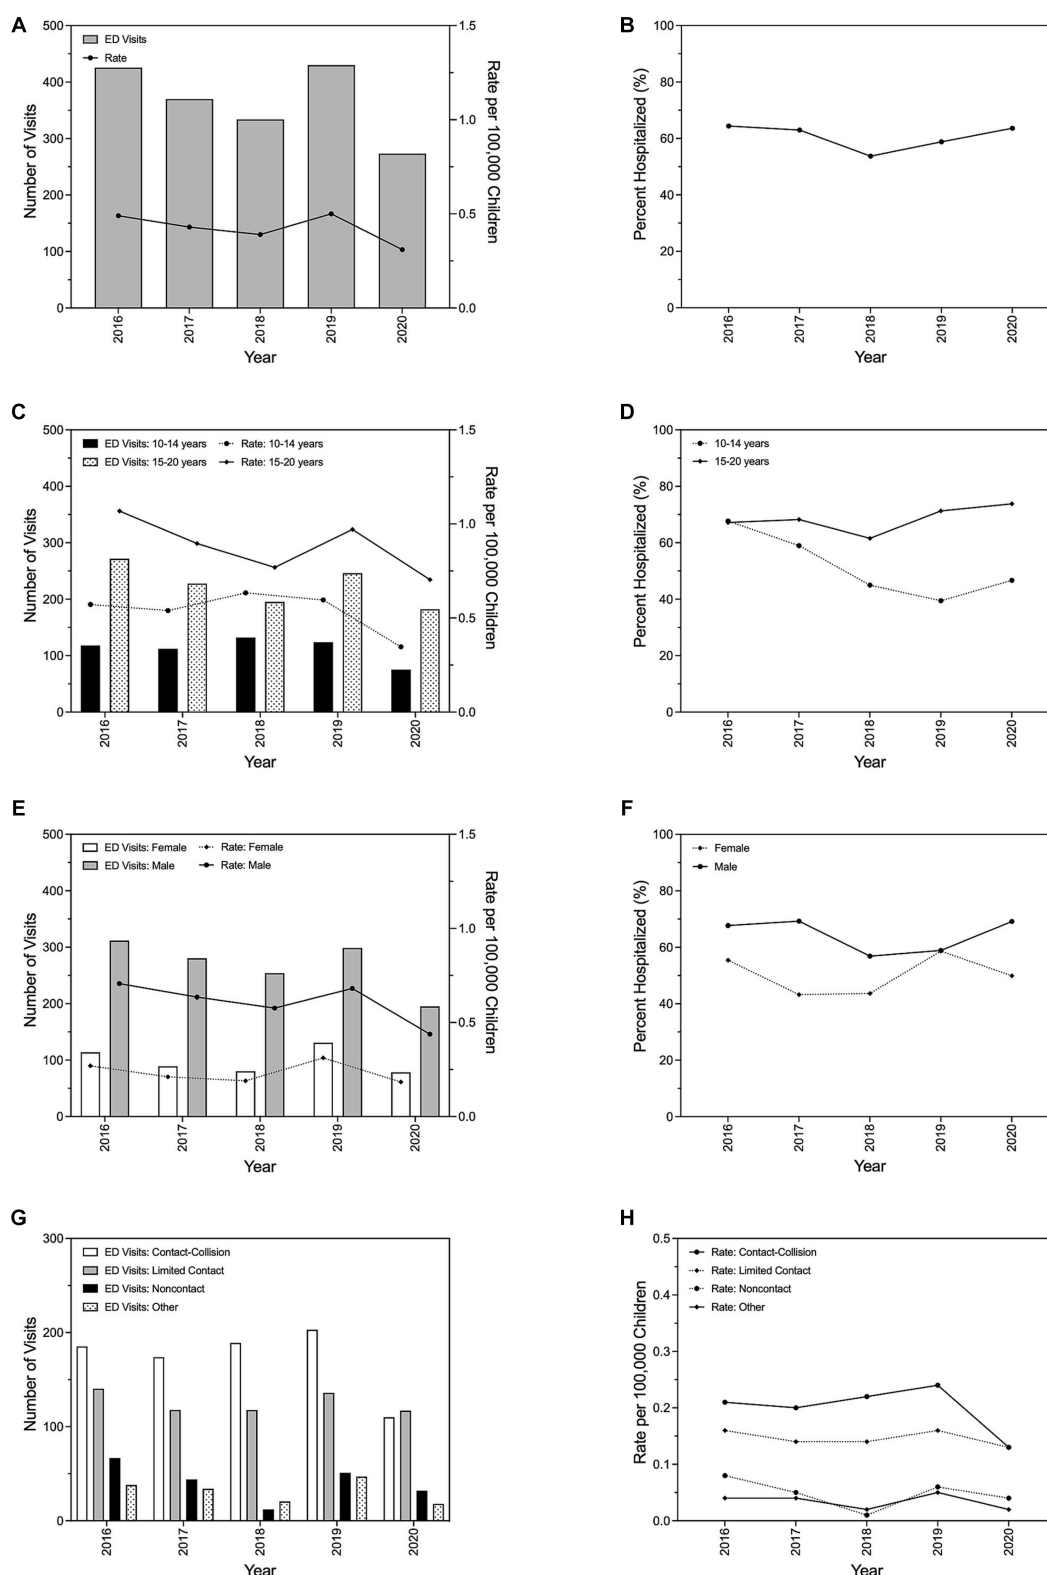 A
ED Visits
Rate
500
400
300
200
100
0
Number of Visits
1.5
1.0
0.5
0.0
Rate per 100,000 Children
2016
2017
2018
2019
2020
Year
B
100
80
60
40
20
0
Percent Hospitalized (%)
2016
2017
2018
2019
2020
Year
C
ED Visits: 10-14 years
Rate: 10-14 years
ED Visits: 15-20 years
Rate: 15-20 years
500
400
300
200
100
0
Number of Visits
1.5
1.0
0.5
0.0
Rate per 100,000 Children
2016
2017
2018
2019
2020
Year
D
10-14 years
15-20 years
100
80
60
40
20
0
Percent Hospitalized (%)
2016
2017
2018
2019
2020
Year
E
ED Visits: Female
Rate: Female
ED Visits: Male
Rate: Male
500
400
300
200
100
0
Number of Visits
1.5
1.0
0.5
0.0
Rate per 100,000 Children
2016
2017
2018
2019
2020
Year
F
Female
Male
100
80
60
40
20
0
Percent Hospitalized (%)
2016
2017
2018
2019
2020
Year
G
ED Visits: Contact-Collision
ED Visits: Limited Contact
ED Visits: Noncontact
ED Visits: Other
300
200
100
0
Number of Visits
2016
2017
2018
2019
2020
Year
H
Rate: Contact-Collision
Rate: Limited Contact
Rate: Noncontact
Rate: Other
0.5
0.4
0.3
0.2
0.1
0.0
Rate per 100,000 Children
2016
2017
2018
2019
2020
Year